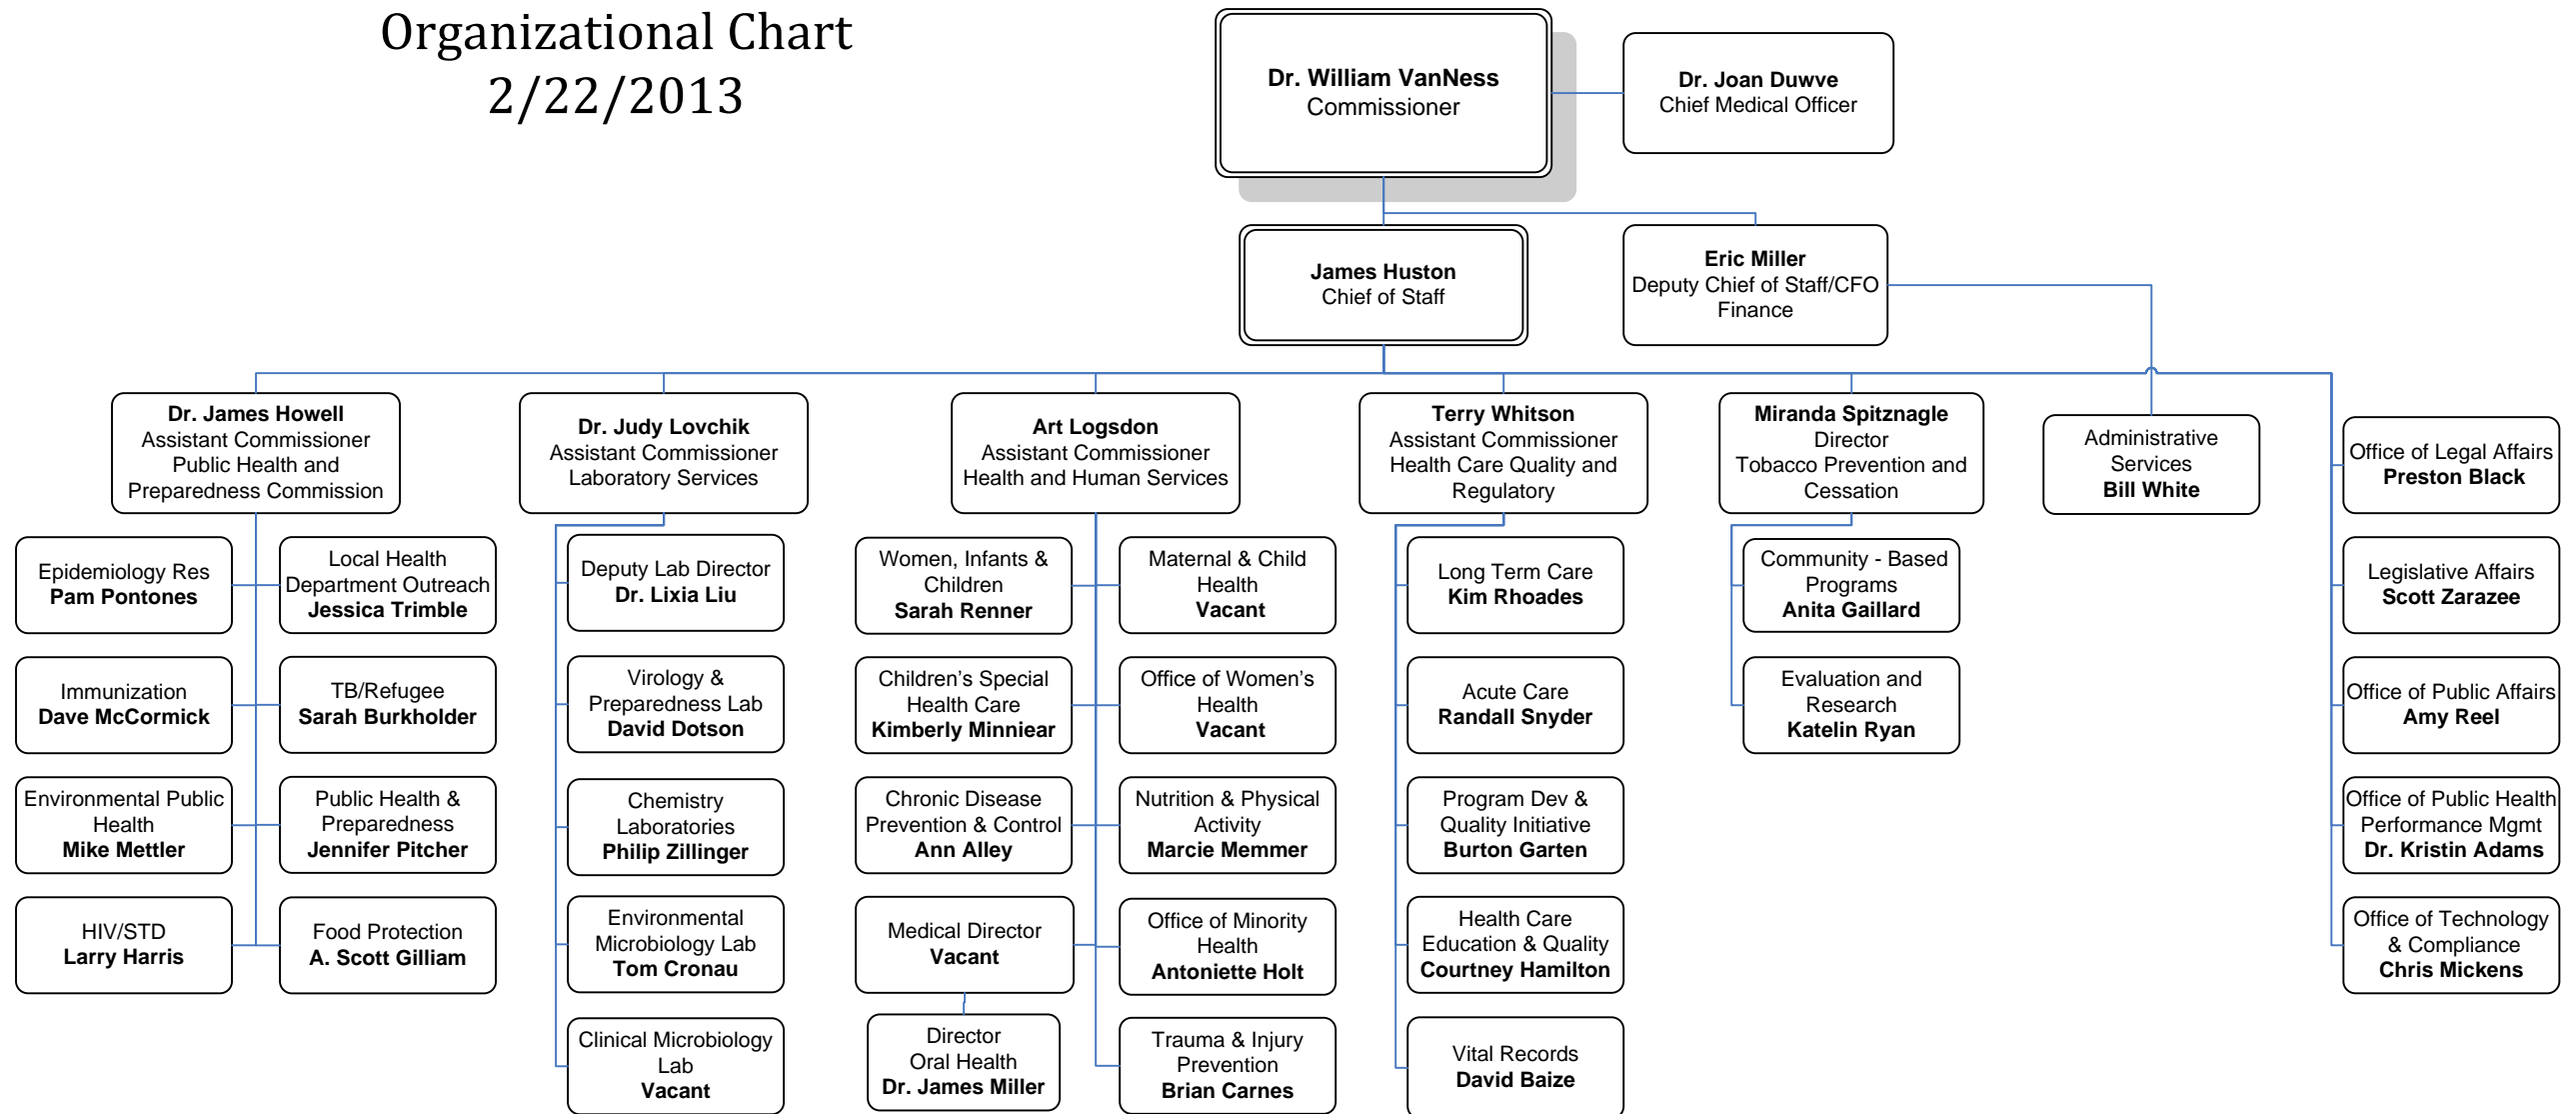 Organizational Chart
2/22/2013
Dr. William VanNess
Commissioner
Dr. Joan Duwve
Chief Medical Officer
James Huston
Chief of Staff
Eric Miller
Deputy Chief of Staff/CFO
Finance
Dr. James Howell
Assistant Commissioner
Public Health and
Preparedness Commission
Dr. Judy Lovchik
Assistant Commissioner
Laboratory Services
Art Logsdon
Assistant Commissioner
Health and Human Services
Terry Whitson
Assistant Commissioner
Health Care Quality and
Regulatory
Miranda Spitznagle
Director
Tobacco Prevention and
Cessation
Administrative
Services
Bill White
Office of Legal Affairs
Preston Black
Epidemiology Res
Pam Pontones
Local Health
Department Outreach
Jessica Trimble
Deputy Lab Director
Dr. Lixia Liu
Women, Infants &
Children
Sarah Renner
Maternal & Child
Health
Vacant
Long Term Care
Kim Rhoades
Community - Based
Programs
Anita Gaillard
Legislative Affairs
Scott Zarazee
Immunization
Dave McCormick
TB/Refugee
Sarah Burkholder
Virology &
Preparedness Lab
David Dotson
Children’s Special
Health Care
Kimberly Minniear
Office of Women’s
Health
Vacant
Acute Care
Randall Snyder
Evaluation and
Research
Katelin Ryan
Office of Public Affairs
Amy Reel
Environmental Public
Health
Mike Mettler
Public Health &
Preparedness
Jennifer Pitcher
Chemistry
Laboratories
Philip Zillinger
Chronic Disease
Prevention & Control
Ann Alley
Nutrition & Physical
Activity
Marcie Memmer
Program Dev &
Quality Initiative
Burton Garten
Office of Public Health
Performance Mgmt
Dr. Kristin Adams
HIV/STD
Larry Harris
Food Protection
A. Scott Gilliam
Environmental
Microbiology Lab
Tom Cronau
Medical Director
Vacant
Office of Minority
Health
Antoniette Holt
Health Care
Education & Quality
Courtney Hamilton
Office of Technology
& Compliance
Chris Mickens
Clinical Microbiology
Lab
Vacant
Director
Oral Health
Dr. James Miller
Trauma & Injury
Prevention
Brian Carnes
Vital Records
David Baize